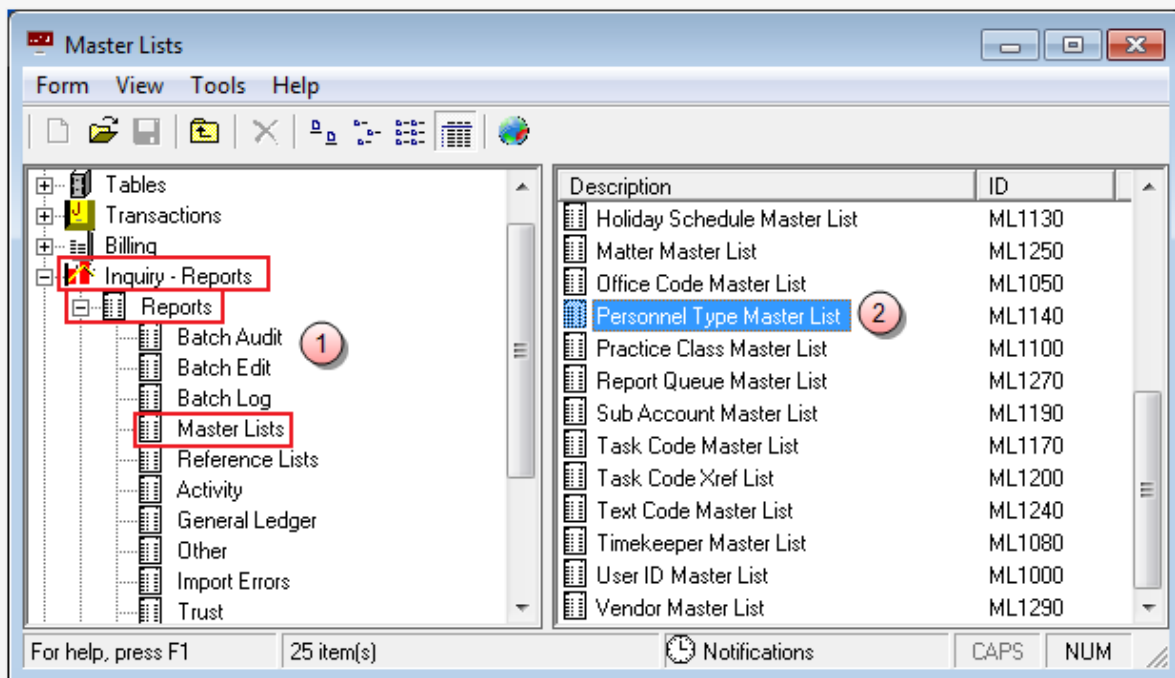 Master Lists
Form View Tools Help
Tables
Transactions
Billing
Inquiry - Reports
Reports
Batch Audit
1
Batch Edit
Batch Log
Master Lists
Reference Lists
Activity
General Ledger
Other
Import Errors
Trust
Description ID
Holiday Schedule Master List ML1130
Matter Master List ML1250
Office Code Master List ML1050
Personnel Type Master List 2 ML1140
Practice Class Master List ML1100
Report Queue Master List ML1270
Sub Account Master List ML1190
Task Code Master List ML1170
Task Code Xref List ML1200
Text Code Master List ML1240
Timekeeper Master List ML1080
User ID Master List ML1000
Vendor Master List ML1290
For help, press F1 25 item(s) Notifications CAPS NUM